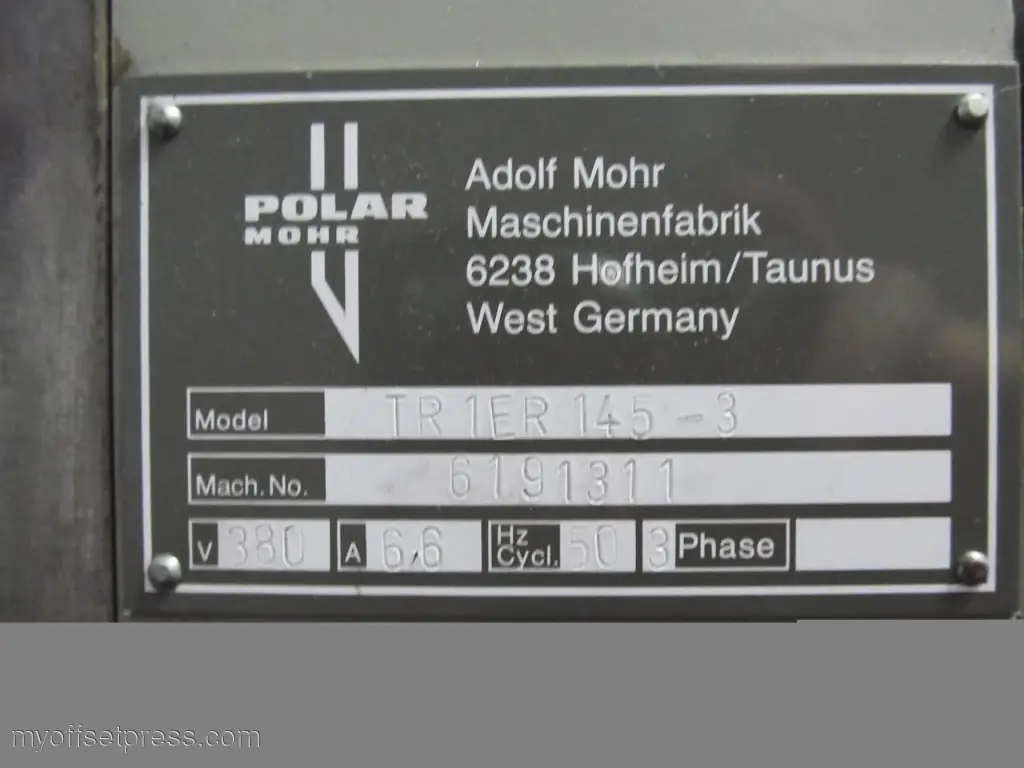 POLAR
MOHR
Adolf Mohr
Maschinenfabrik
6238 Hofheim/Taunus
West Germany
Model TR 1ER 145-3
Mach. No. 6191311
V 380 A 6,6 Hz Cycl. 50 3 Phase
myoffsetpress.com